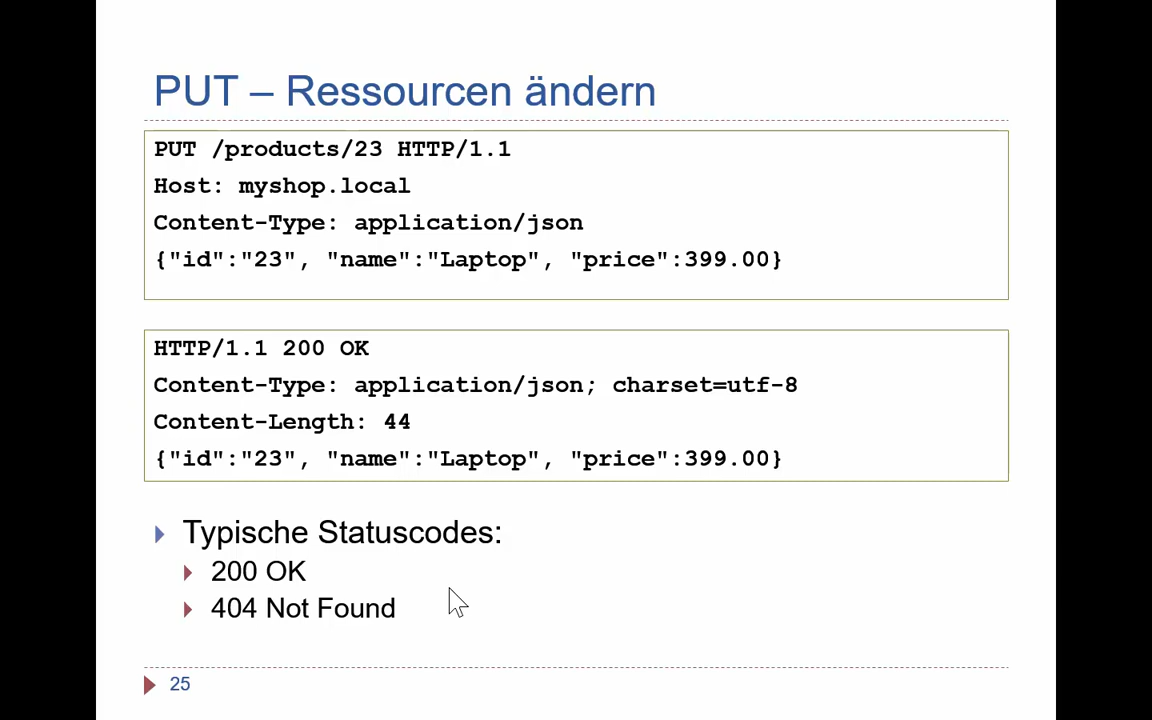 PUT – Ressourcen ändern
PUT /products/23 HTTP/1.1
Host: myshop.local
Content-Type: application/json
{"id":"23", "name":"Laptop", "price":399.00}
HTTP/1.1 200 OK
Content-Type: application/json; charset=utf-8
Content-Length: 44
{"id":"23", "name":"Laptop", "price":399.00}
Typische Statuscodes:
200 OK
404 Not Found
25